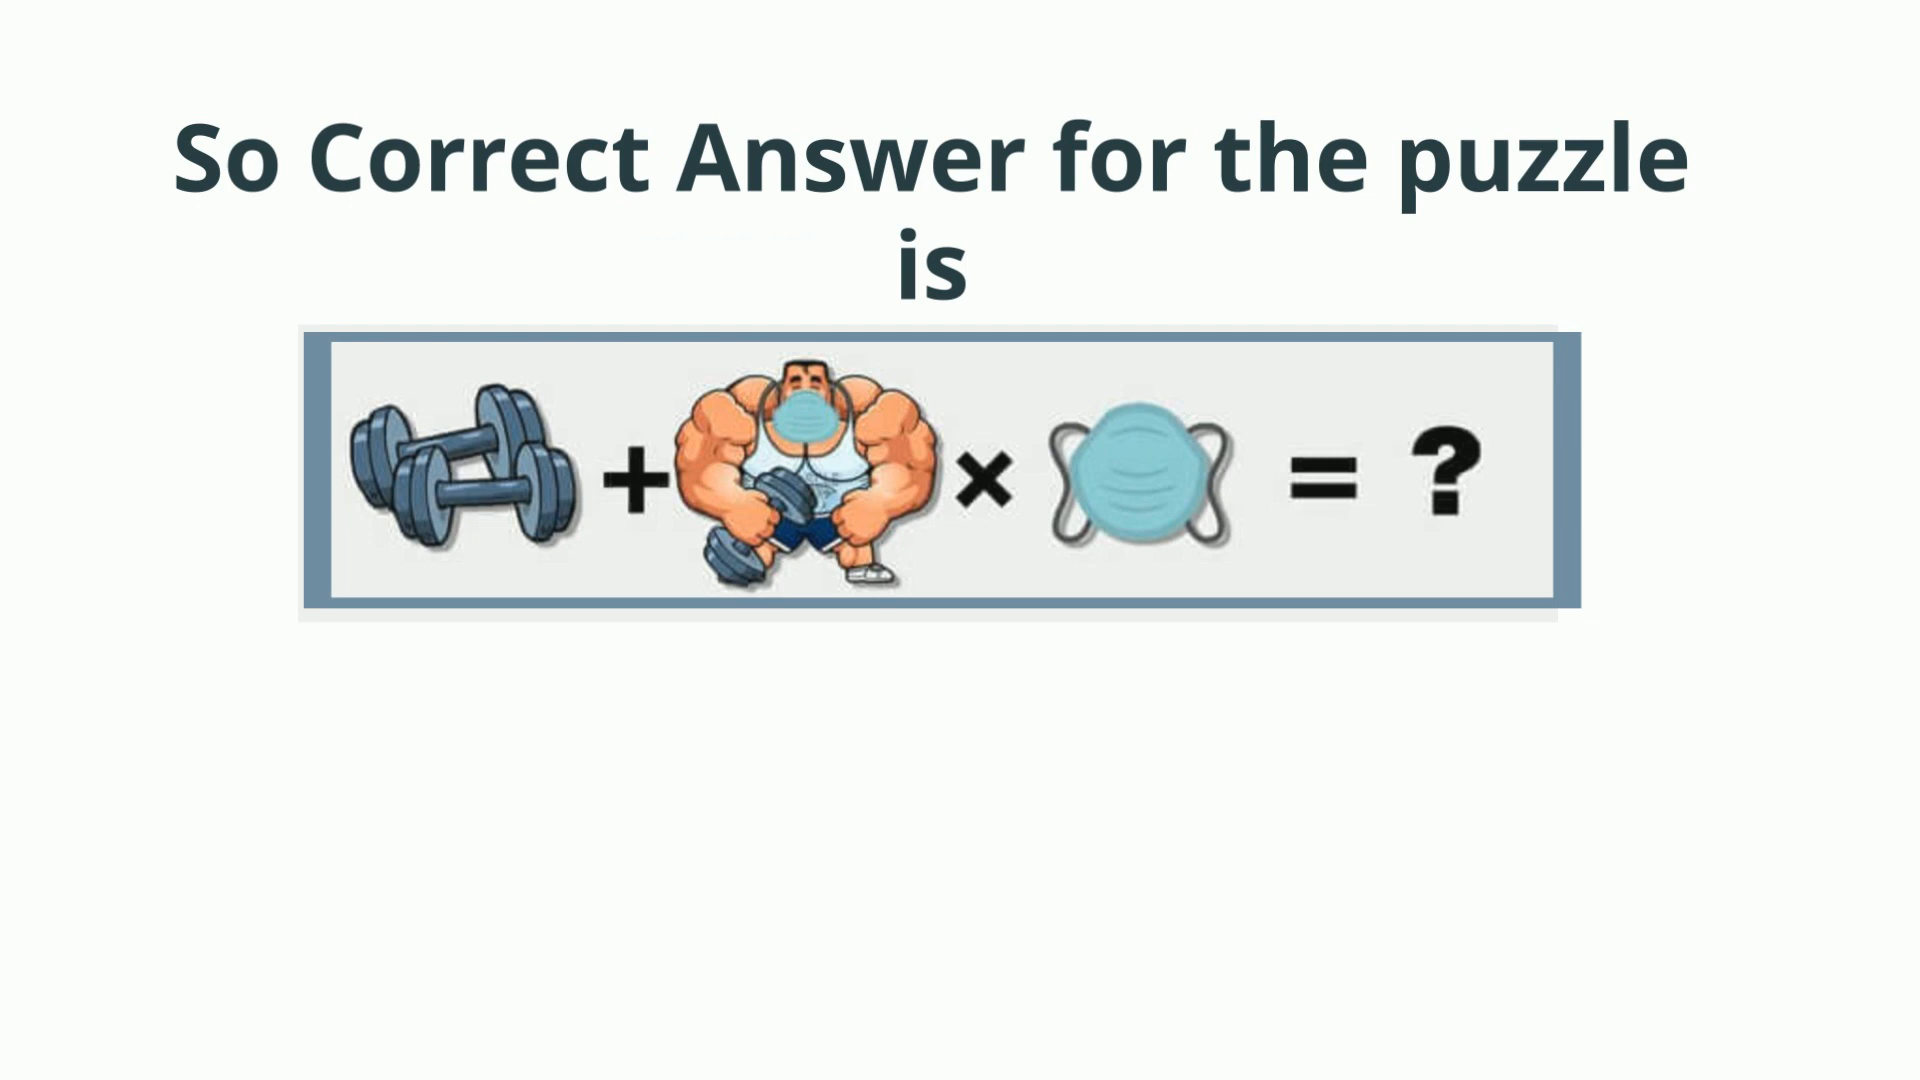 So Correct Answer for the puzzle
is
+ × = ?